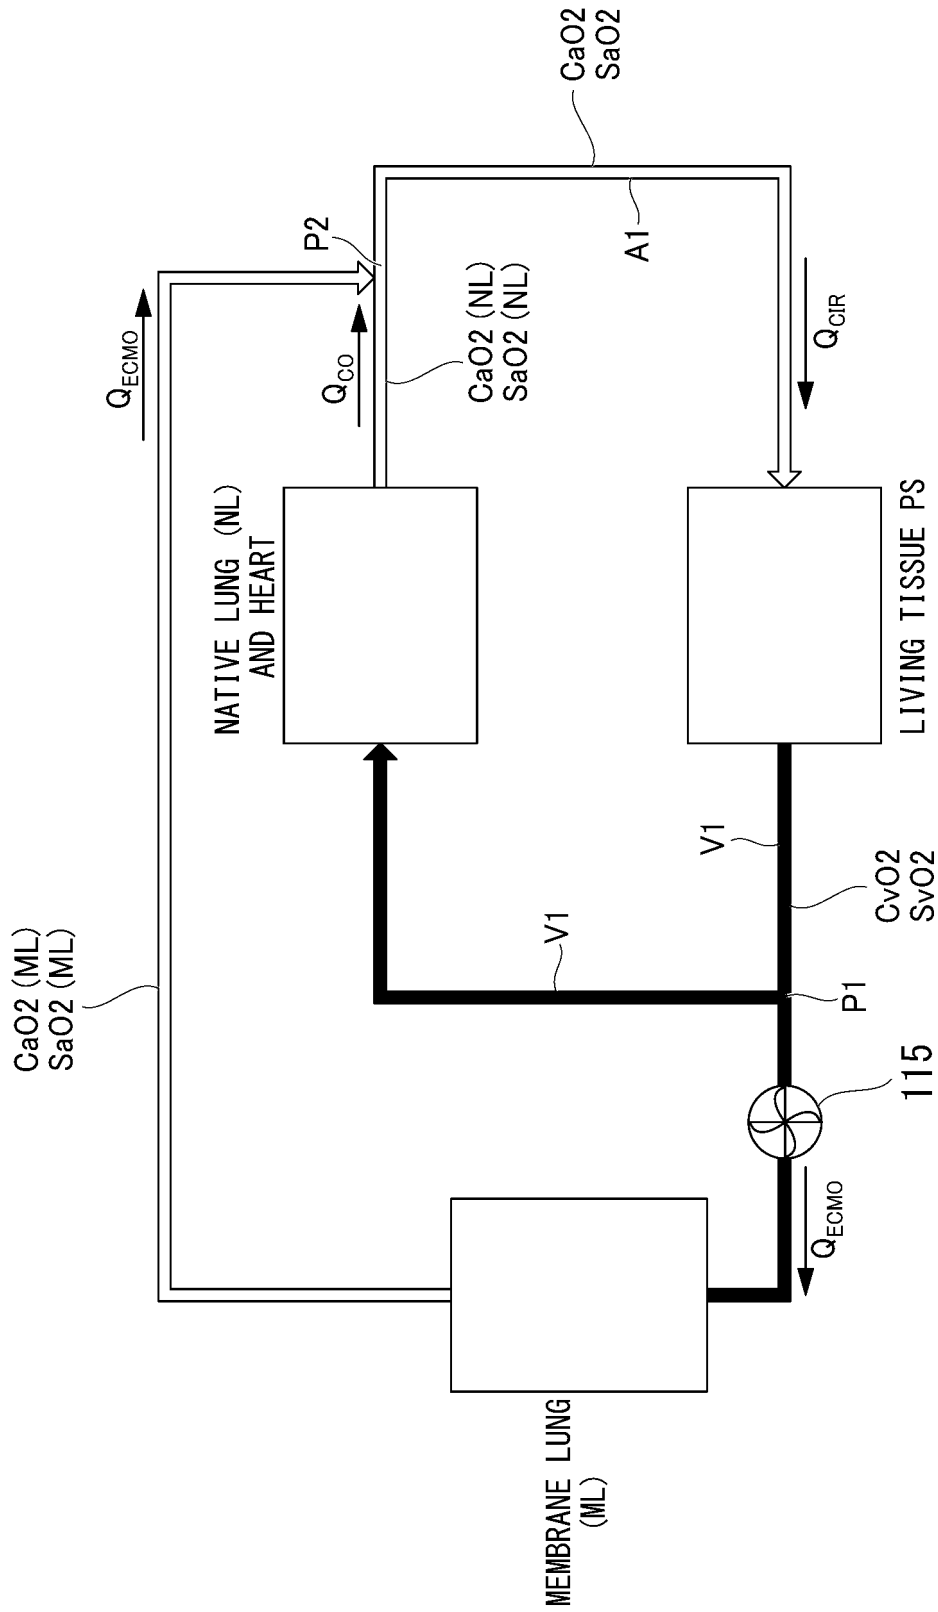 CaO2 (ML)
SaO2 (ML)
QECMO
NATIVE LUNG (NL)
AND HEART
QCO
P2
CaO2 (NL)
SaO2 (NL)
CaO2
SaO2
A1
QCIR
LIVING TISSUE PS
V1
V1
CvO2
SvO2
P1
115
QECMO
MEMBRANE LUNG
(ML)